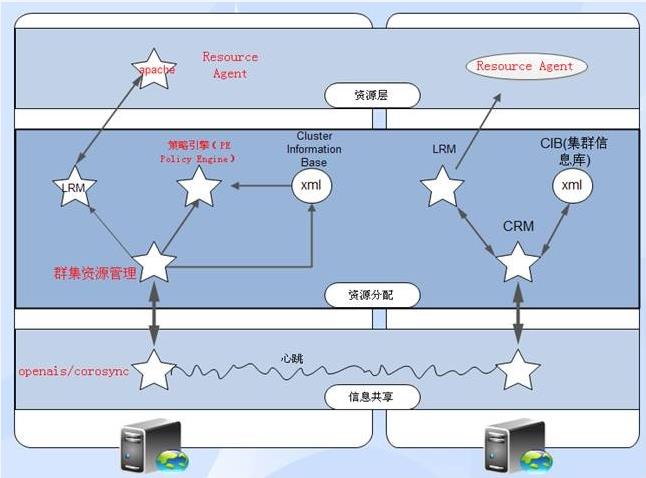 apache
Resource
Agent
Resource Agent
资源层
策略引擎（PE
Policy Engine）
Cluster
Information
Base
LRM
CIB(集群信
息库)
LRM
xml
xml
CRM
群集资源管理
资源分配
心跳
openais/corosync
信息共享